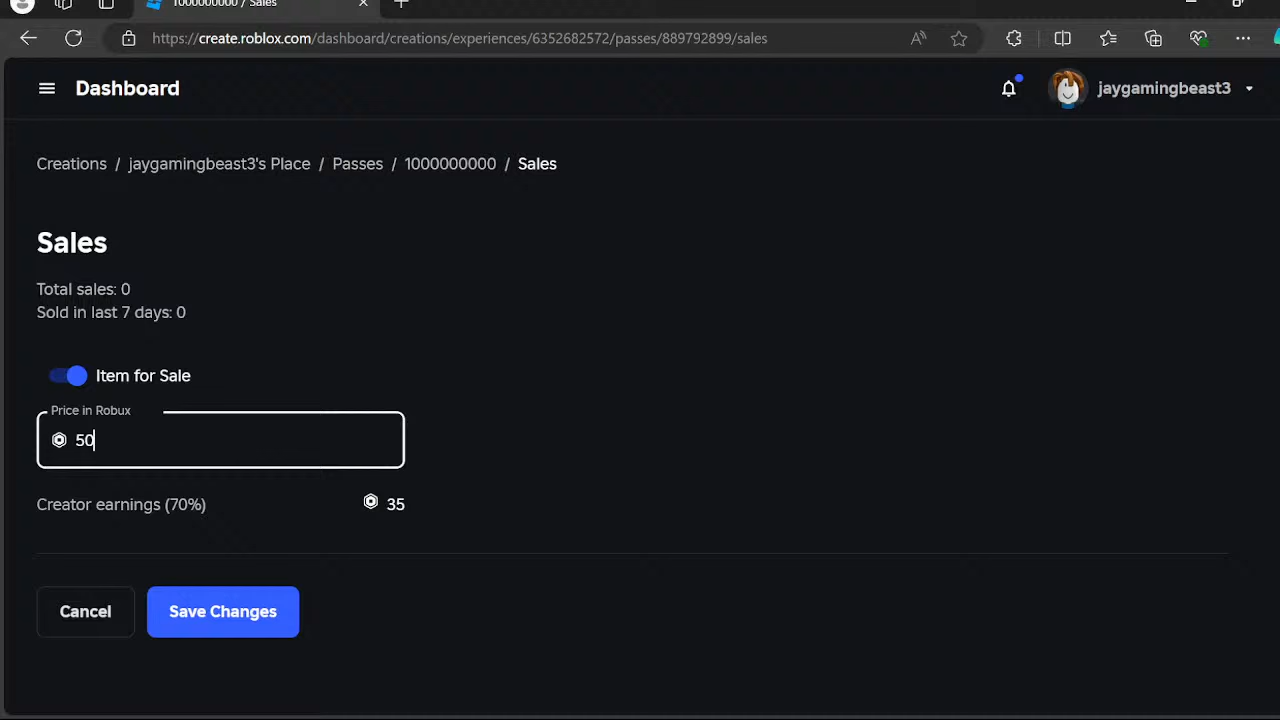 1000000000 / Sales
https://create.roblox.com/dashboard/creations/experiences/6352682572/passes/889792899/sales
Dashboard
jaygamingbeast3
Creations / jaygamingbeast3's Place / Passes / 1000000000 / Sales
Sales
Total sales: 0
Sold in last 7 days: 0
Item for Sale
Price in Robux
50
Creator earnings (70%) 35
Cancel Save Changes